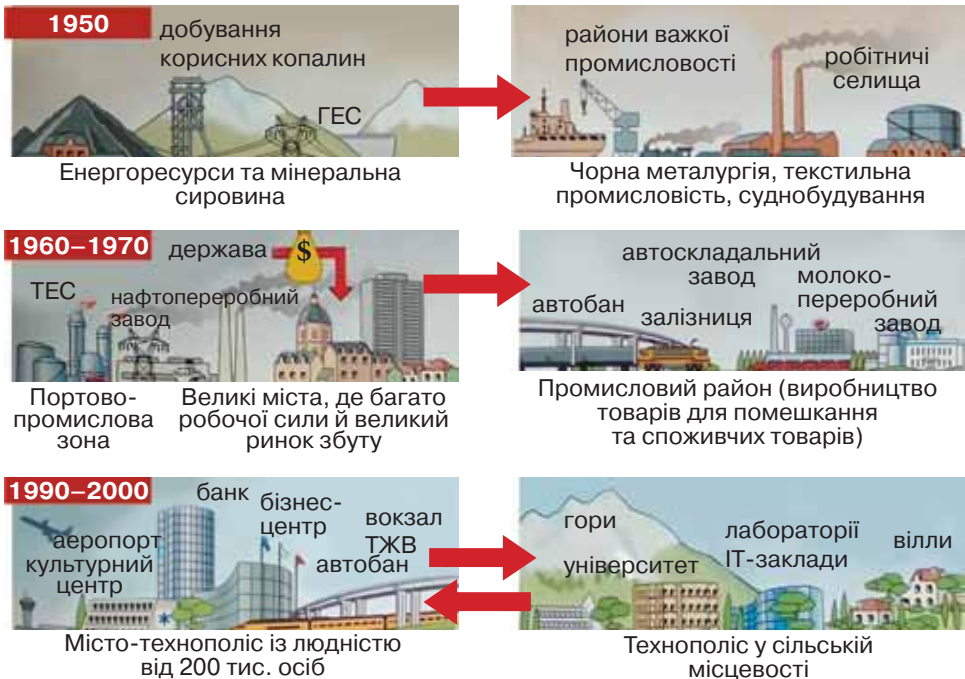 1950
добування
корисних копалин
ГЕС
Енергоресурси та мінеральна
сировина
райони важкої
промисловості
робітничі
селища
Чорна металургія, текстильна
промисловість, суднобудування
1960–1970
держава
$
ТЕС
нафтопереробний
завод
Портово-
промислова
зона
Великі міста, де багато
робочої сили й великий
ринок збуту
автоскладальний
завод
молоко-
переробний
завод
автобан
залізниця
Промисловий район (виробництво
товарів для помешкання
та споживчих товарів)
1990–2000
банк
бізнес-
центр
вокзал
ТЖВ
аеропорт
культурний
центр
автобан
Місто-технополіс із людністю
від 200 тис. осіб
гори
університет
лабораторії
ІТ-заклади
вілли
Технополіс у сільській
місцевості